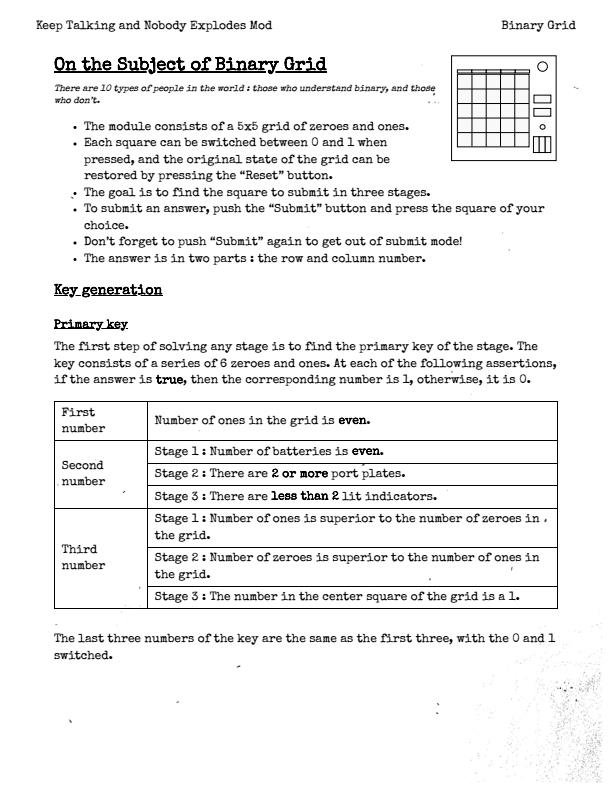 Keep Talking and Nobody Explodes Mod
Binary Grid
On the Subject of Binary Grid
There are 10 types of people in the world : those who understand binary, and those
who don't.
• The module consists of a 5x5 grid of zeroes and ones.
• Each square can be switched between 0 and 1 when
pressed, and the original state of the grid can be
restored by pressing the “Reset” button.
• The goal is to find the square to submit in three stages.
• To submit an answer, push the “Submit” button and press the square of your
choice.
• Don’t forget to push “Submit” again to get out of submit mode!
• The answer is in two parts : the row and column number.
Key generation
Primary key
The first step of solving any stage is to find the primary key of the stage. The
key consists of a series of 6 zeroes and ones. At each of the following assertions,
if the answer is true, then the corresponding number is 1, otherwise, it is 0.
First
number
Number of ones in the grid is even.
Second
number
Stage 1 : Number of batteries is even.
Stage 2 : There are 2 or more port plates.
Stage 3 : There are less than 2 lit indicators.
Third
number
Stage 1 : Number of ones is superior to the number of zeroes in
the grid.
Stage 2 : Number of zeroes is superior to the number of ones in
the grid.
Stage 3 : The number in the center square of the grid is a 1.
The last three numbers of the key are the same as the first three, with the 0 and 1
switched.